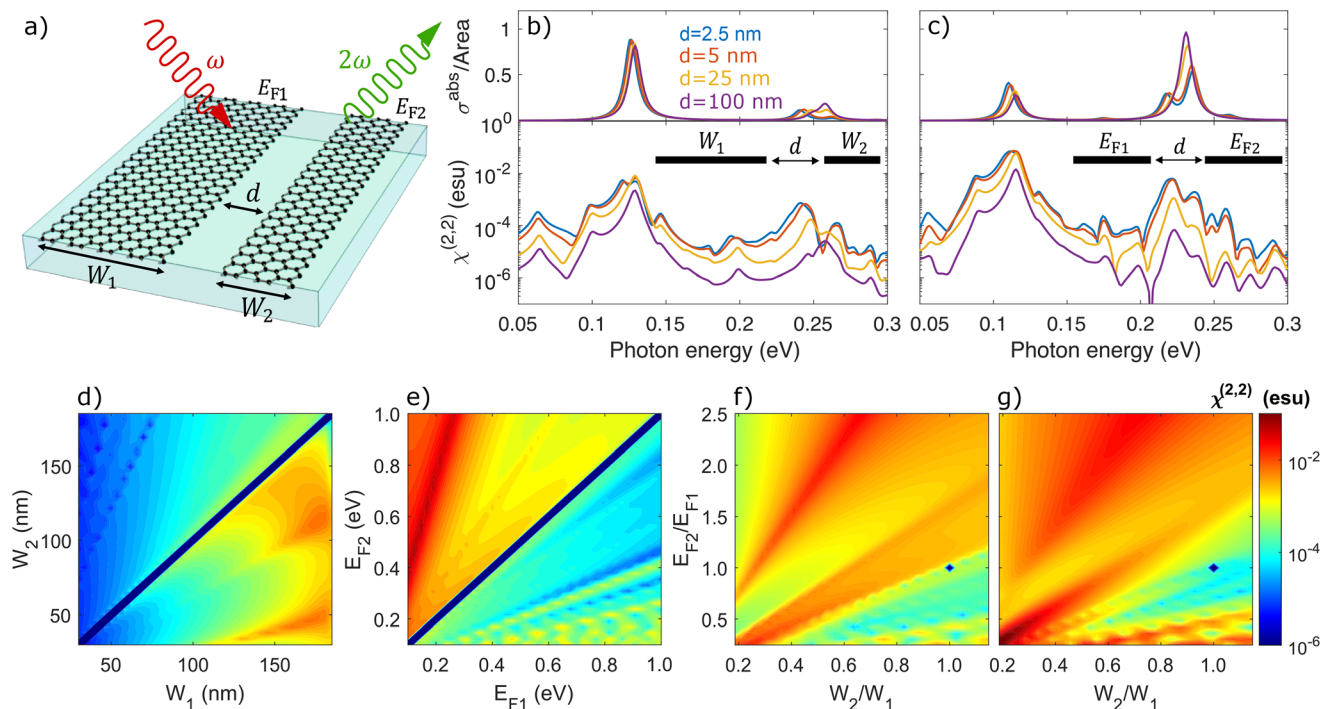 a)
ω
2ω
E_F1
E_F2
d
W_1
W_2
b)
σ^abs/Area
1
0.5
0
d=2.5 nm
d=5 nm
d=25 nm
d=100 nm
χ^(2,2) (esu)
10^0
10^-2
10^-4
10^-6
W_1
d
W_2
0.05 0.1 0.15 0.2 0.25 0.3
Photon energy (eV)
c)
E_F1
d
E_F2
0.05 0.1 0.15 0.2 0.25 0.3
Photon energy (eV)
d)
W_2 (nm)
150
100
50
50 100 150
W_1 (nm)
e)
E_F2 (eV)
1.0
0.8
0.6
0.4
0.2
0.2 0.4 0.6 0.8 1.0
E_F1 (eV)
f)
E_F2/E_F1
2.5
2.0
1.5
1.0
0.5
0.2 0.4 0.6 0.8 1.0
W_2/W_1
g)
0.2 0.4 0.6 0.8 1.0
W_2/W_1
χ^(2,2) (esu)
10^-2
10^-4
10^-6